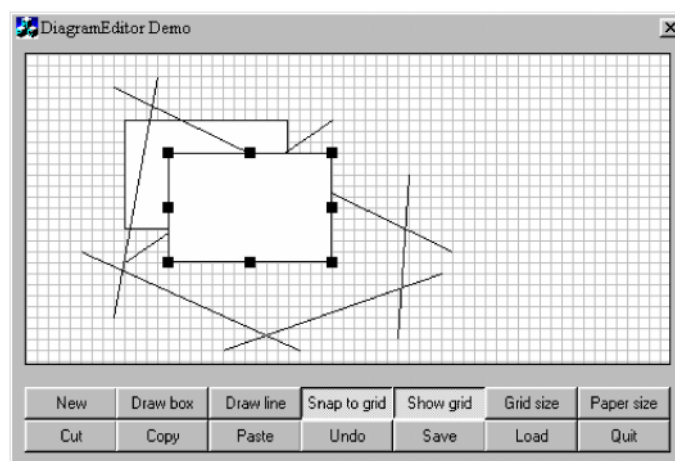 DiagramEditor Demo
New Draw box Draw line Snap to grid Show grid Grid size Paper size
Cut Copy Paste Undo Save Load Quit